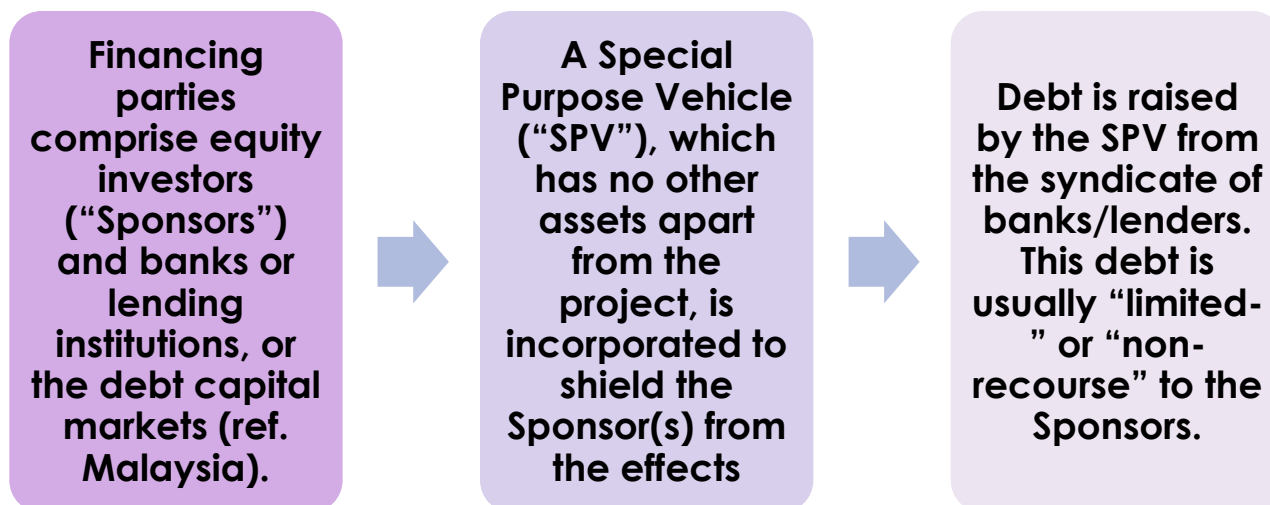 Financing
parties
comprise equity
investors
(“Sponsors”)
and banks or
lending
institutions, or
the debt capital
markets (ref.
Malaysia).
A Special
Purpose Vehicle
(“SPV”), which
has no other
assets apart
from the
project, is
incorporated to
shield the
Sponsor(s) from
the effects
Debt is raised
by the SPV from
the syndicate of
banks/lenders.
This debt is
usually “limited-
” or “non-
recourse” to the
Sponsors.